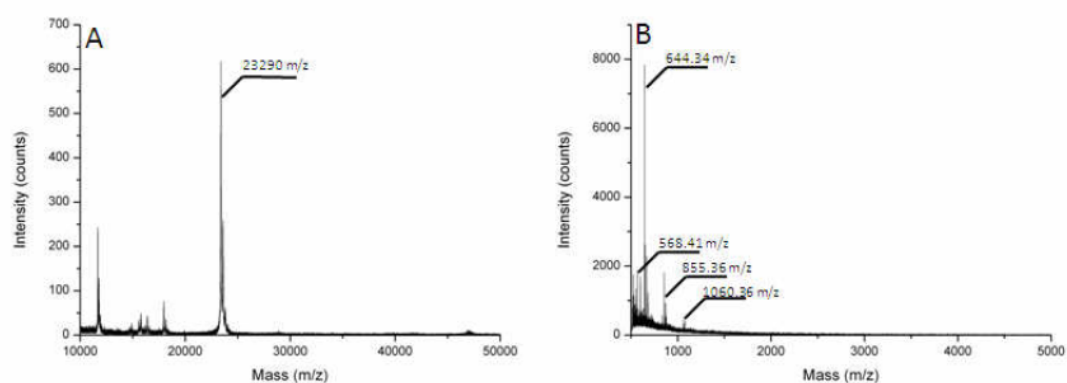 A
700
600
500
400
300
200
100
0
Intensity (counts)
23290 m/z
10000 20000 30000 40000 50000
Mass (m/z)
B
8000
6000
4000
2000
0
Intensity (counts)
644.34 m/z
568.41 m/z
855.36 m/z
1060.36 m/z
1000 2000 3000 4000 5000
Mass (m/z)